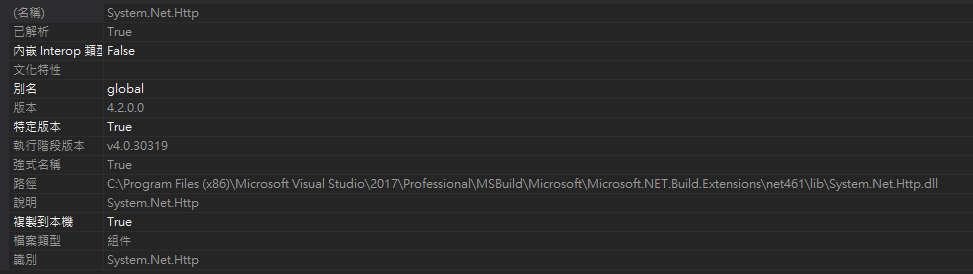 (名稱) System.Net.Http
已解析 True
內嵌 Interop 類型 False
文化特性
別名 global
版本 4.2.0.0
特定版本 True
執行階段版本 v4.0.30319
強式名稱 True
路徑 C:\Program Files (x86)\Microsoft Visual Studio\2017\Professional\MSBuild\Microsoft\Microsoft.NET.Build.Extensions\net461\lib\System.Net.Http.dll
說明 System.Net.Http
複製到本機 True
檔案類型 組件
識別 System.Net.Http